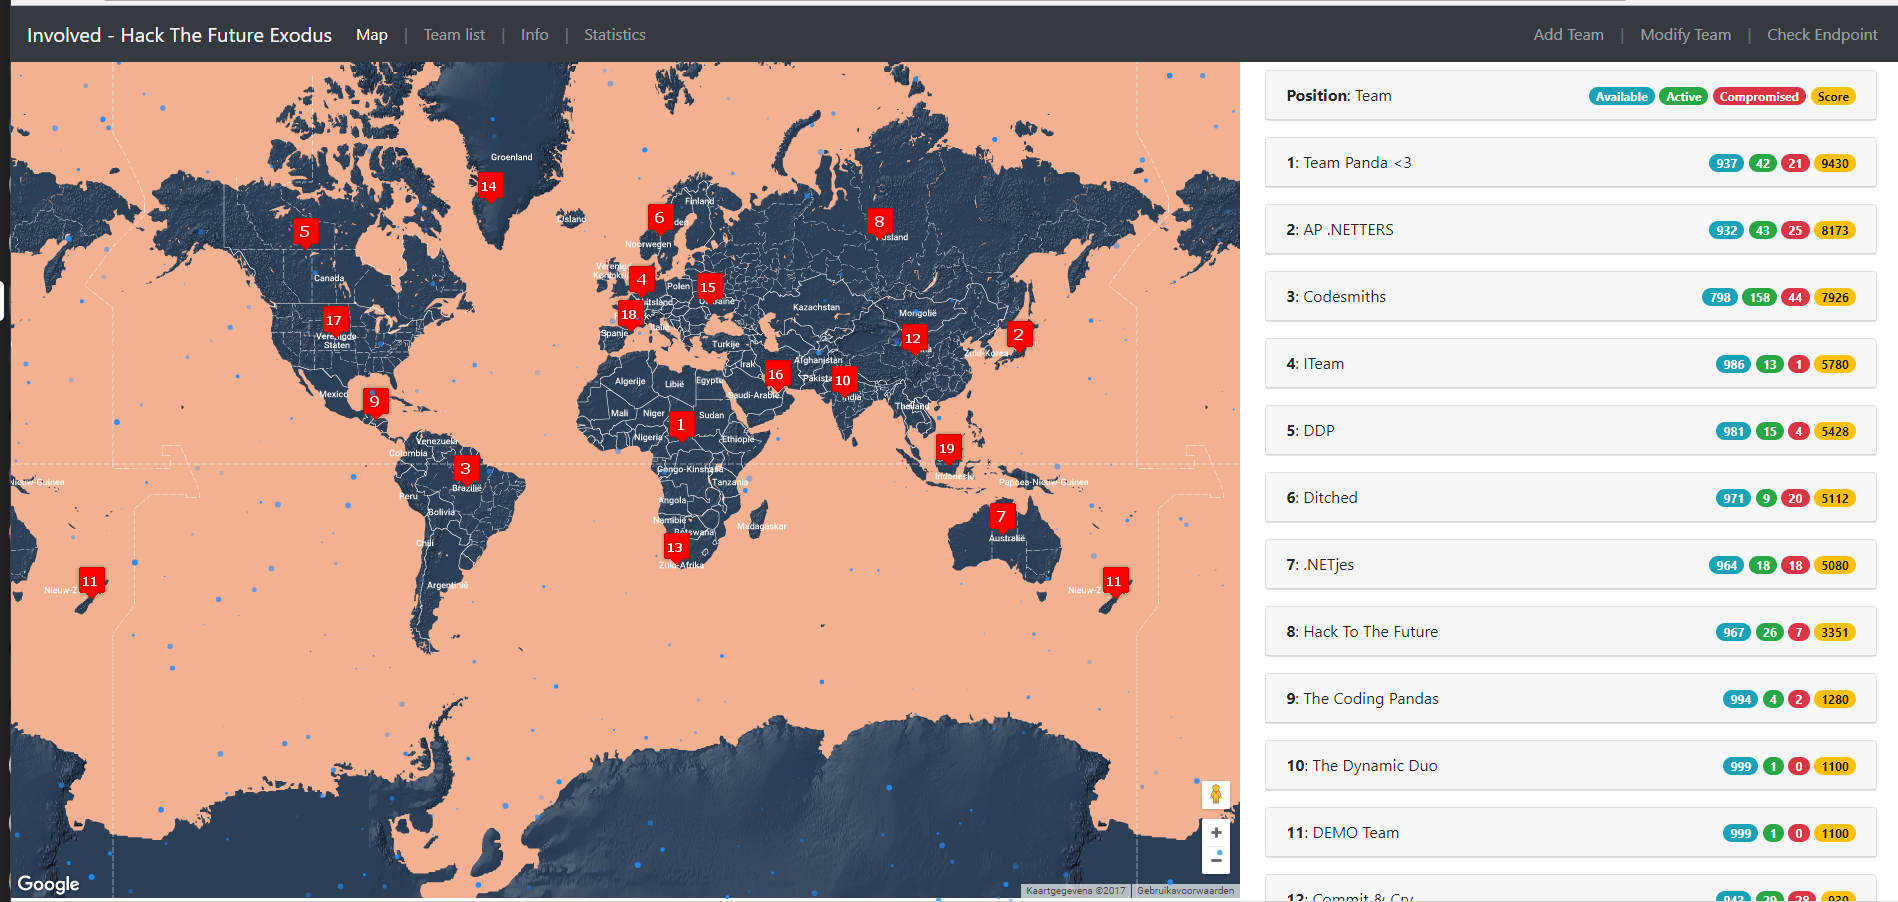 Involved - Hack The Future Exodus Map | Team list | Info | Statistics Add Team | Modify Team | Check Endpoint
Position: Team Available Active Compromised Score
1: Team Panda <3 937 42 21 9430
2: AP .NETTERS 932 43 25 8173
3: Codesmiths 798 158 44 7926
4: ITeam 986 13 1 5780
5: DDP 981 15 4 5428
6: Ditched 971 9 20 5112
7: .NETjes 964 18 18 5080
8: Hack To The Future 967 26 7 3351
9: The Coding Pandas 994 4 2 1280
10: The Dynamic Duo 999 1 0 1100
11: DEMO Team 999 1 0 1100
12: Commit & Cry
Groenland
14
Finland
6
IJsland
8
5
Noorwegen
4
Canada
Polen
15
Kazachstan
18
17
Mongolië
Verenigde
Staten
Spanje
Italië
12
2
Turkije
Zuid-Korea
Irak
Afghanistan
16
10
Algerije
Libië
Egypte
Mexico
Saudi-Arabië
India
9
Thailand
Mali
Niger
Sudan
1
Nigeria
Ethiopië
Venezuela
Colombia
19
3
Congo-Kinshasa
Indonesië
Nieuw-Guinea
Brazilië
Tanzania
Papoea-Nieuw-Guinea
Peru
Angola
Bolivia
7
Namibië
Botswana
Madagaskar
Chili
Australië
13
Zuid-Afrika
11
Argentinië
11
Nieuw-Z
Nieuw-Z
+
−
Google
Kaartgegevens ©2017 Gebruiksvoorwaarden